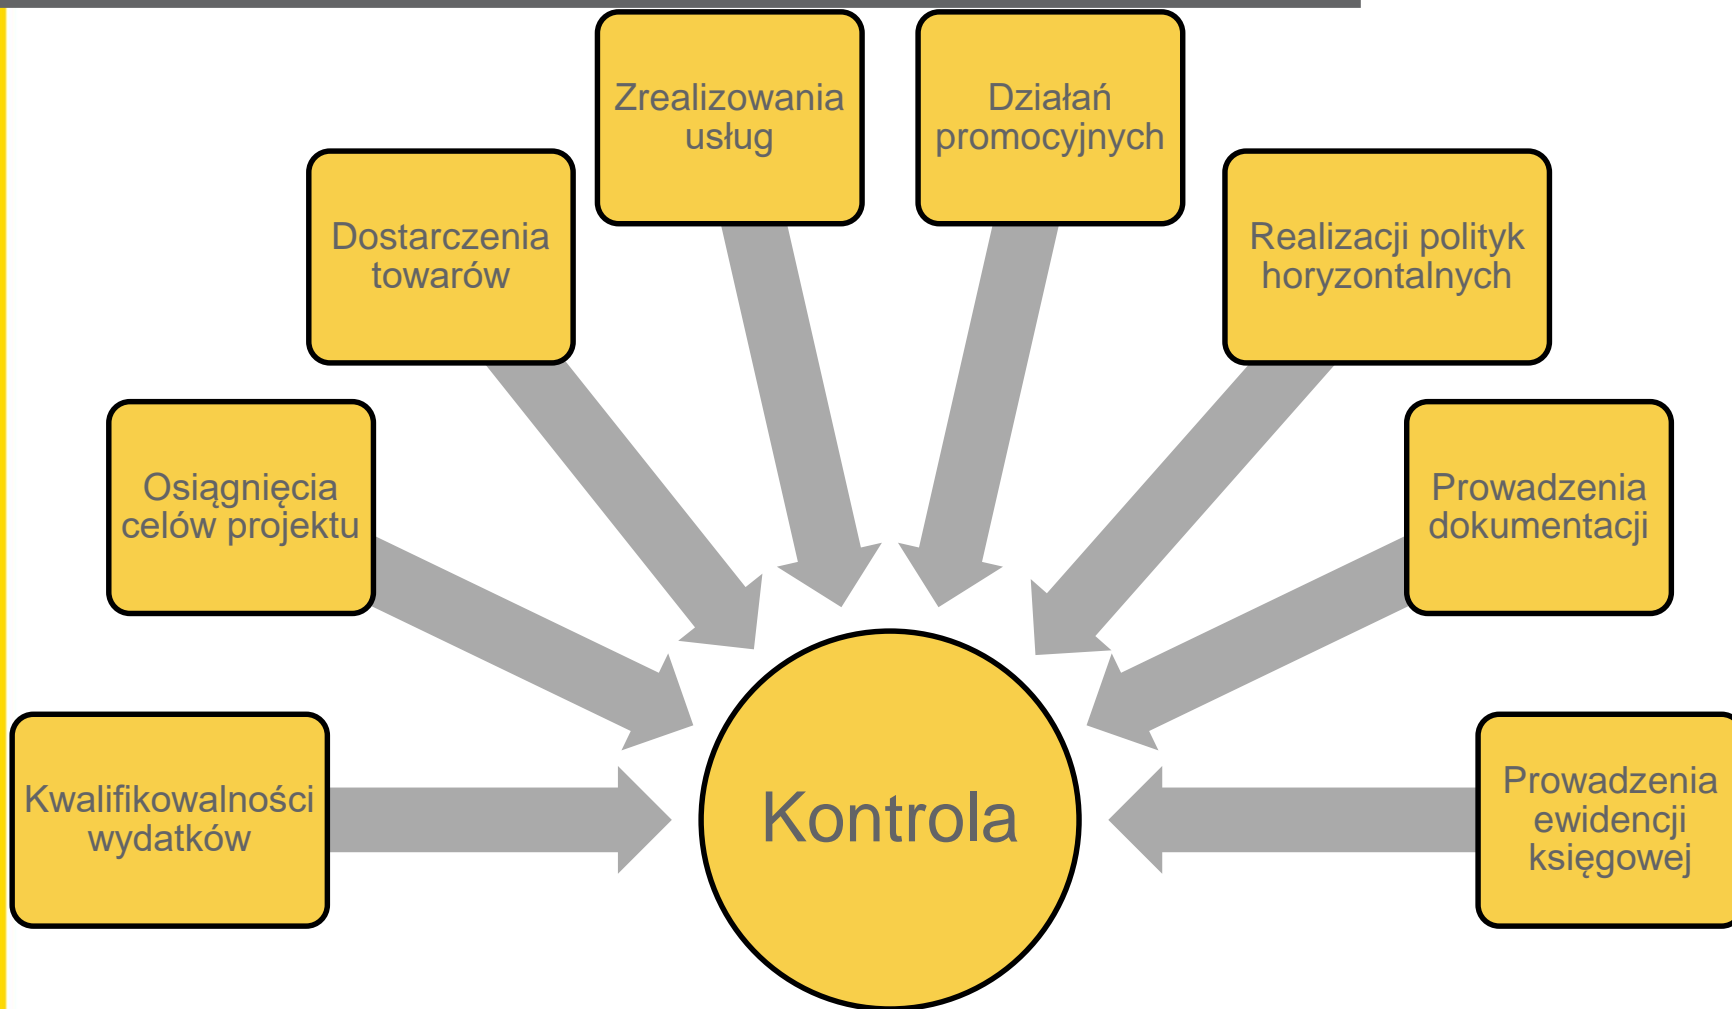 Zrealizowania
usług
Działań
promocyjnych
Dostarczenia
towarów
Realizacji polityk
horyzontalnych
Osiągnięcia
celów projektu
Prowadzenia
dokumentacji
Kwalifikowalności
wydatków
Kontrola
Prowadzenia
ewidencji
księgowej